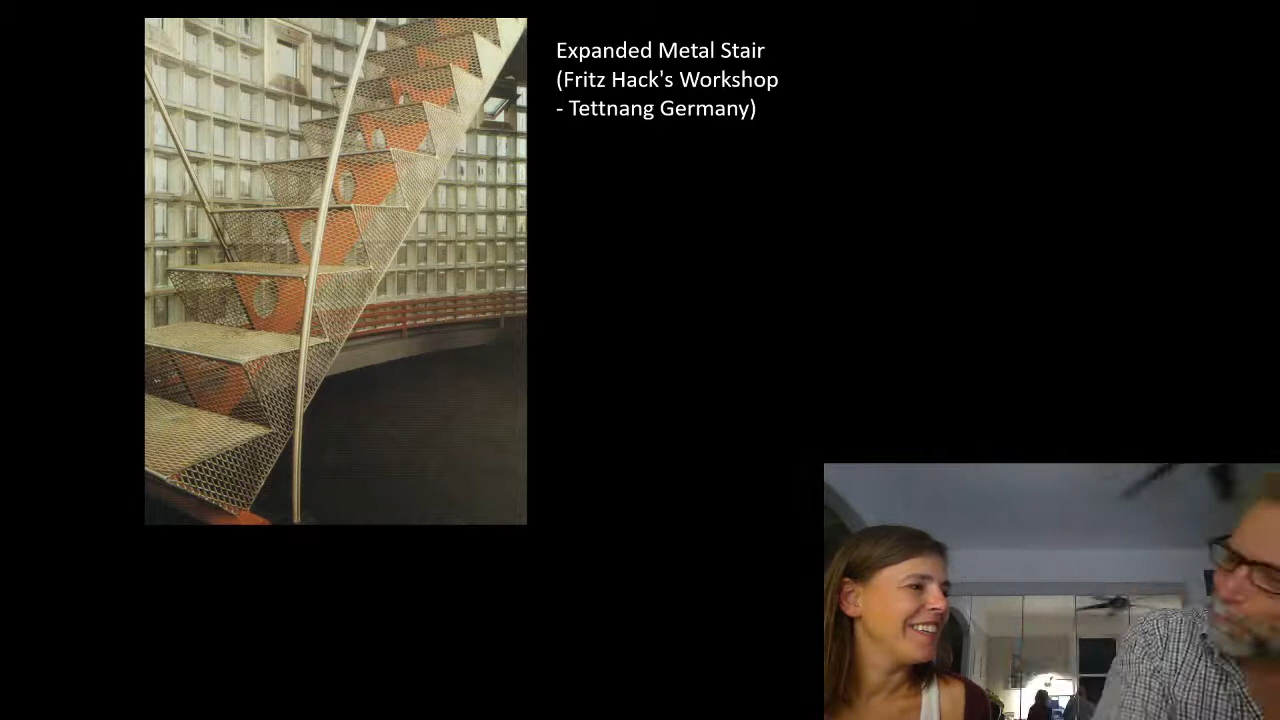 Expanded Metal Stair
(Fritz Hack's Workshop
- Tettnang Germany)